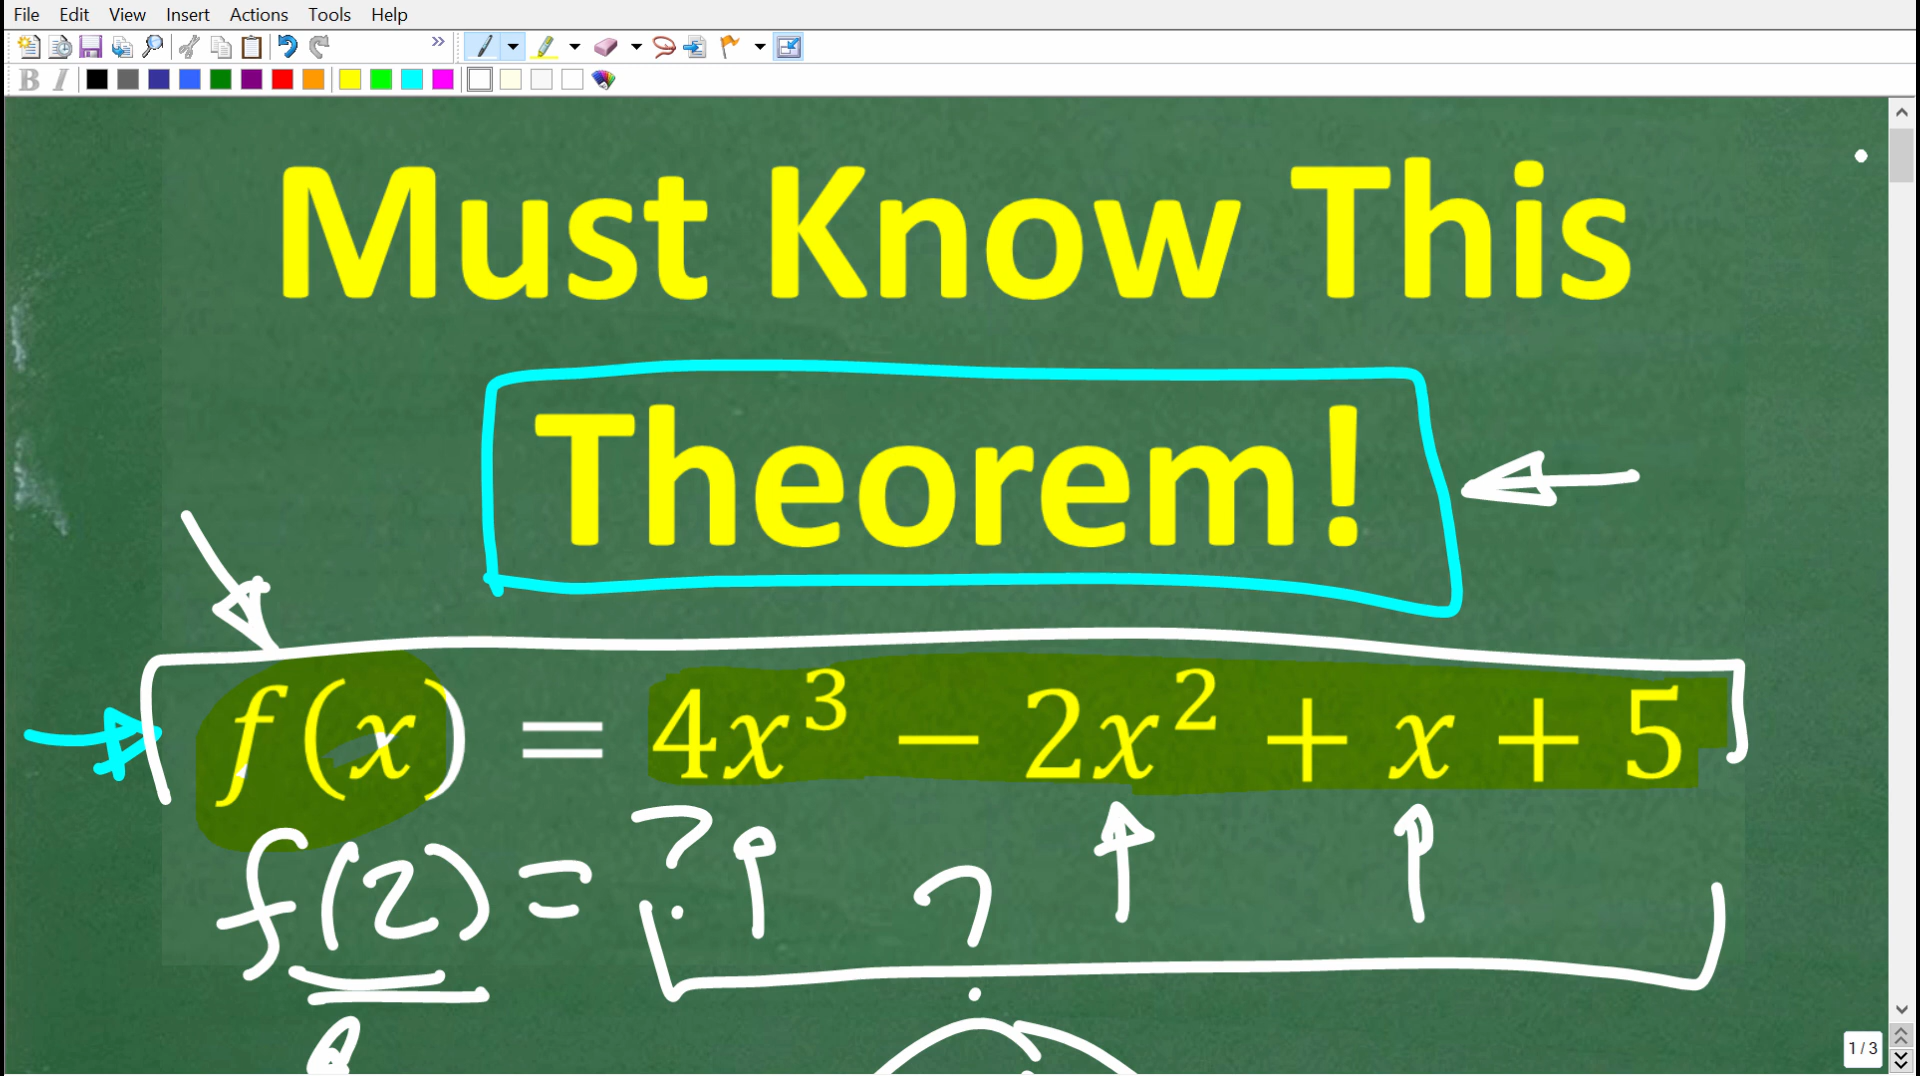 File Edit View Insert Actions Tools Help
B I
Must Know This
Theorem!
f(x) = 4x³ − 2x² + x + 5
f(2) = ?
?
1 / 3